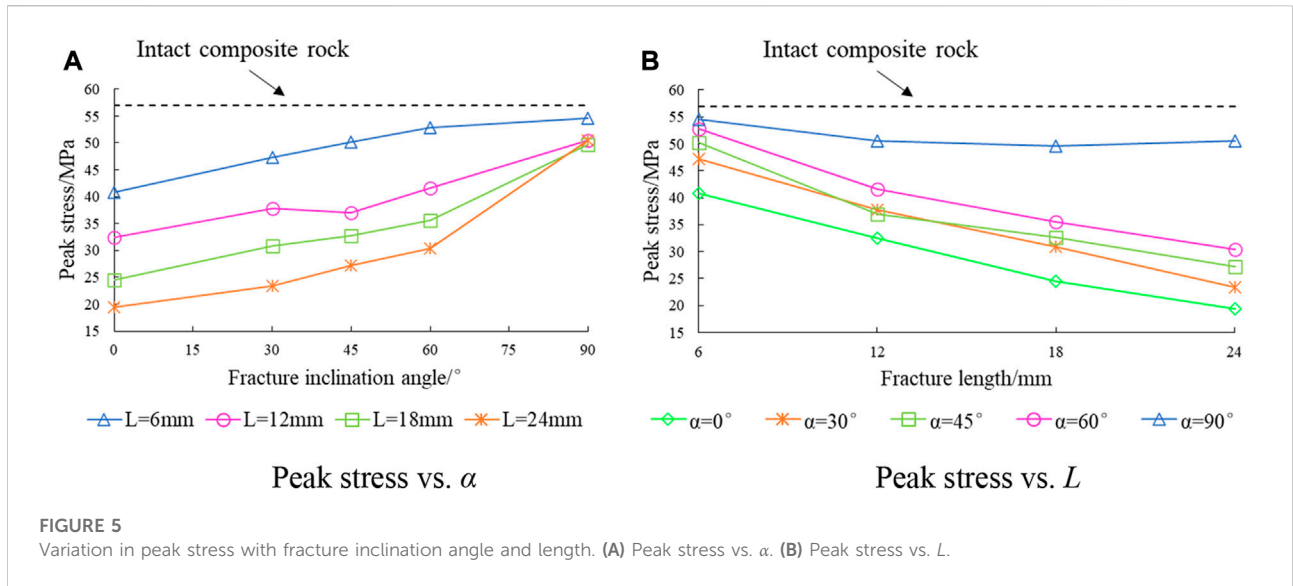 A
Intact composite rock
Peak stress/MPa
60
55
50
45
40
35
30
25
20
15
0
15
30
45
60
75
90
Fracture inclination angle/°
L=6mm
L=12mm
L=18mm
L=24mm
Peak stress vs. α
B
Intact composite rock
Peak stress/MPa
60
55
50
45
40
35
30
25
20
15
6
12
18
24
Fracture length/mm
α=0°
α=30°
α=45°
α=60°
α=90°
Peak stress vs. L
FIGURE 5
Variation in peak stress with fracture inclination angle and length. (A) Peak stress vs. α. (B) Peak stress vs. L.